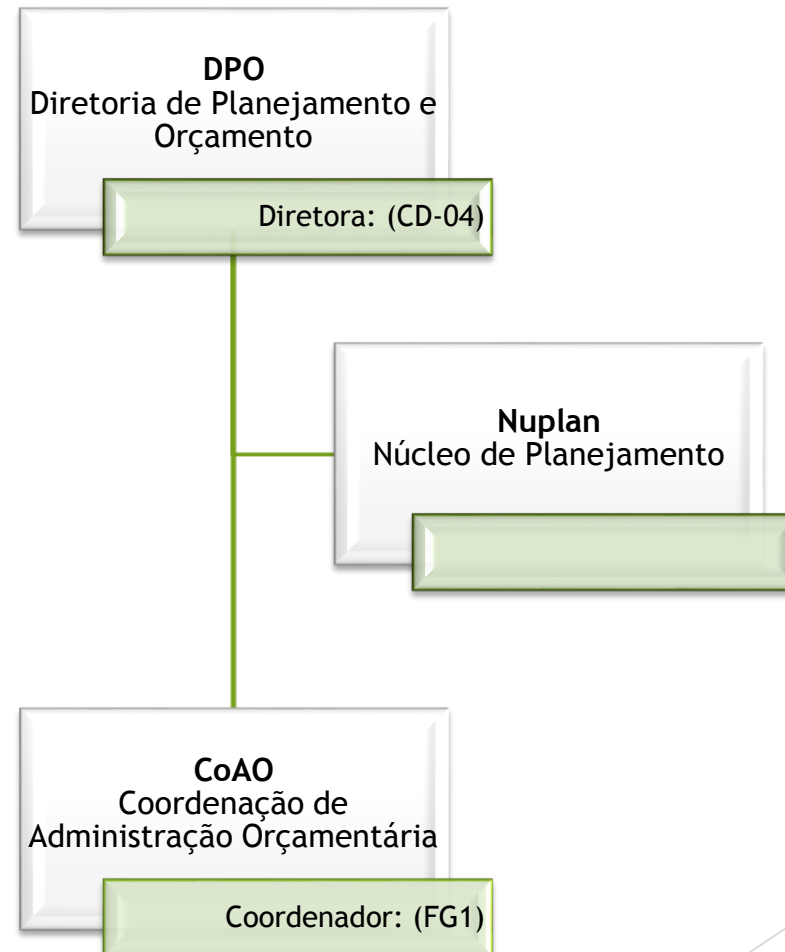 DPO
Diretoria de Planejamento e
Orçamento
Diretora: (CD-04)
Nuplan
Núcleo de Planejamento
CoAO
Coordenação de
Administração Orçamentária
Coordenador: (FG1)